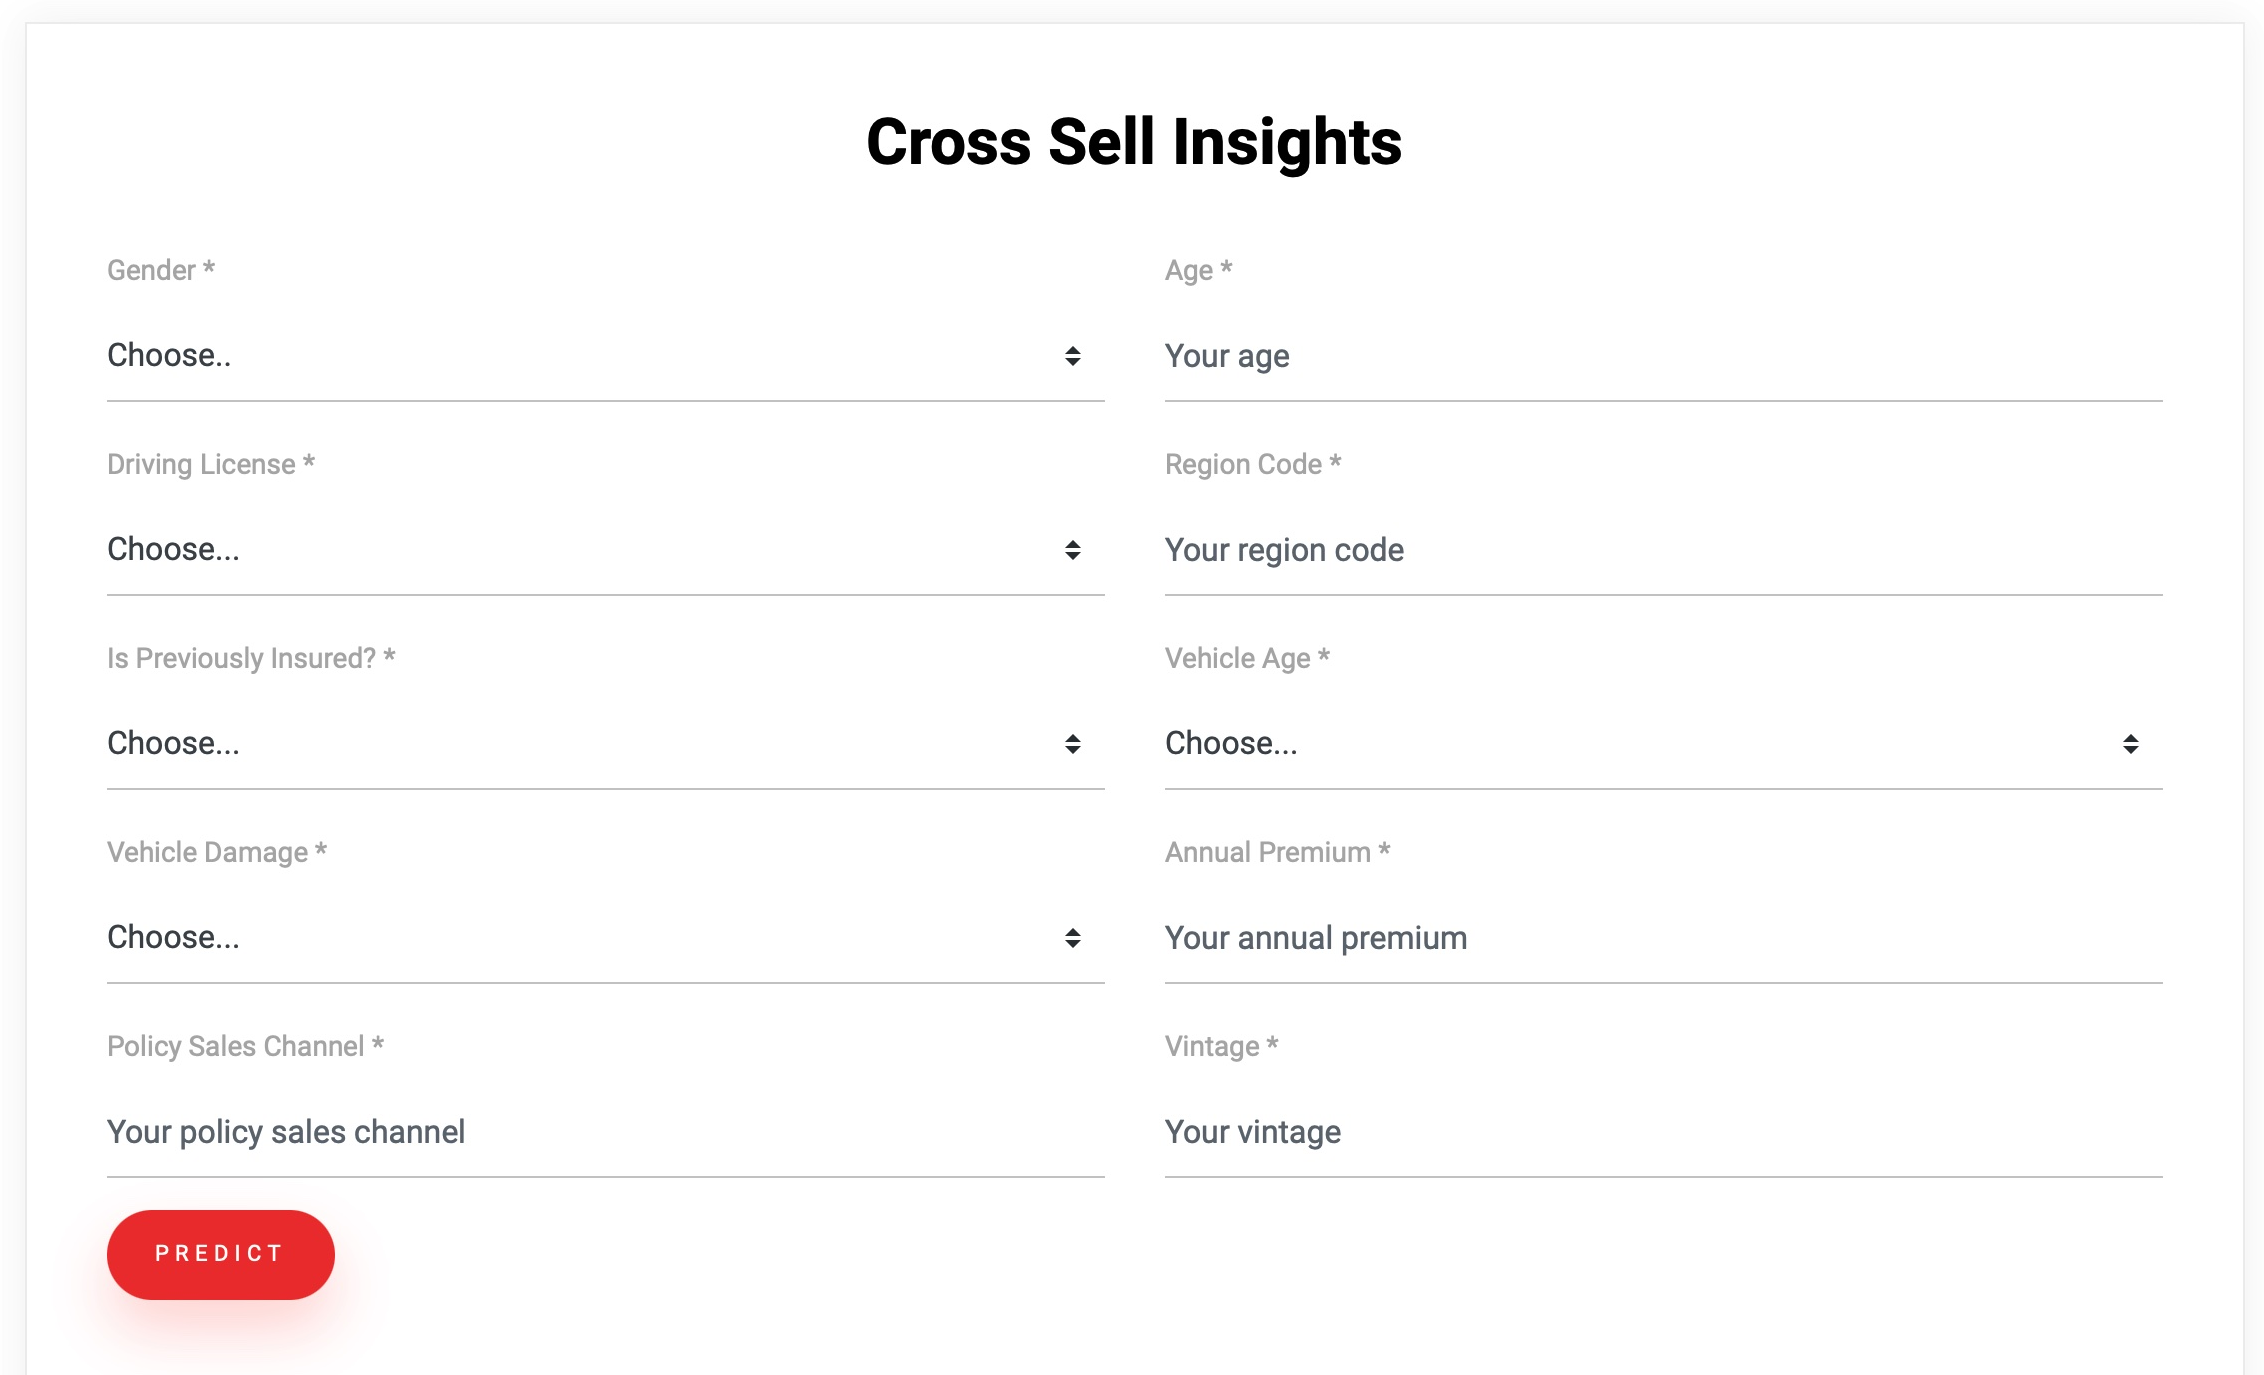 Cross Sell Insights
Gender *
Age *
Choose..
Your age
Driving License *
Region Code *
Choose...
Your region code
Is Previously Insured? *
Vehicle Age *
Choose...
Choose...
Vehicle Damage *
Annual Premium *
Choose...
Your annual premium
Policy Sales Channel *
Vintage *
Your policy sales channel
Your vintage
PREDICT